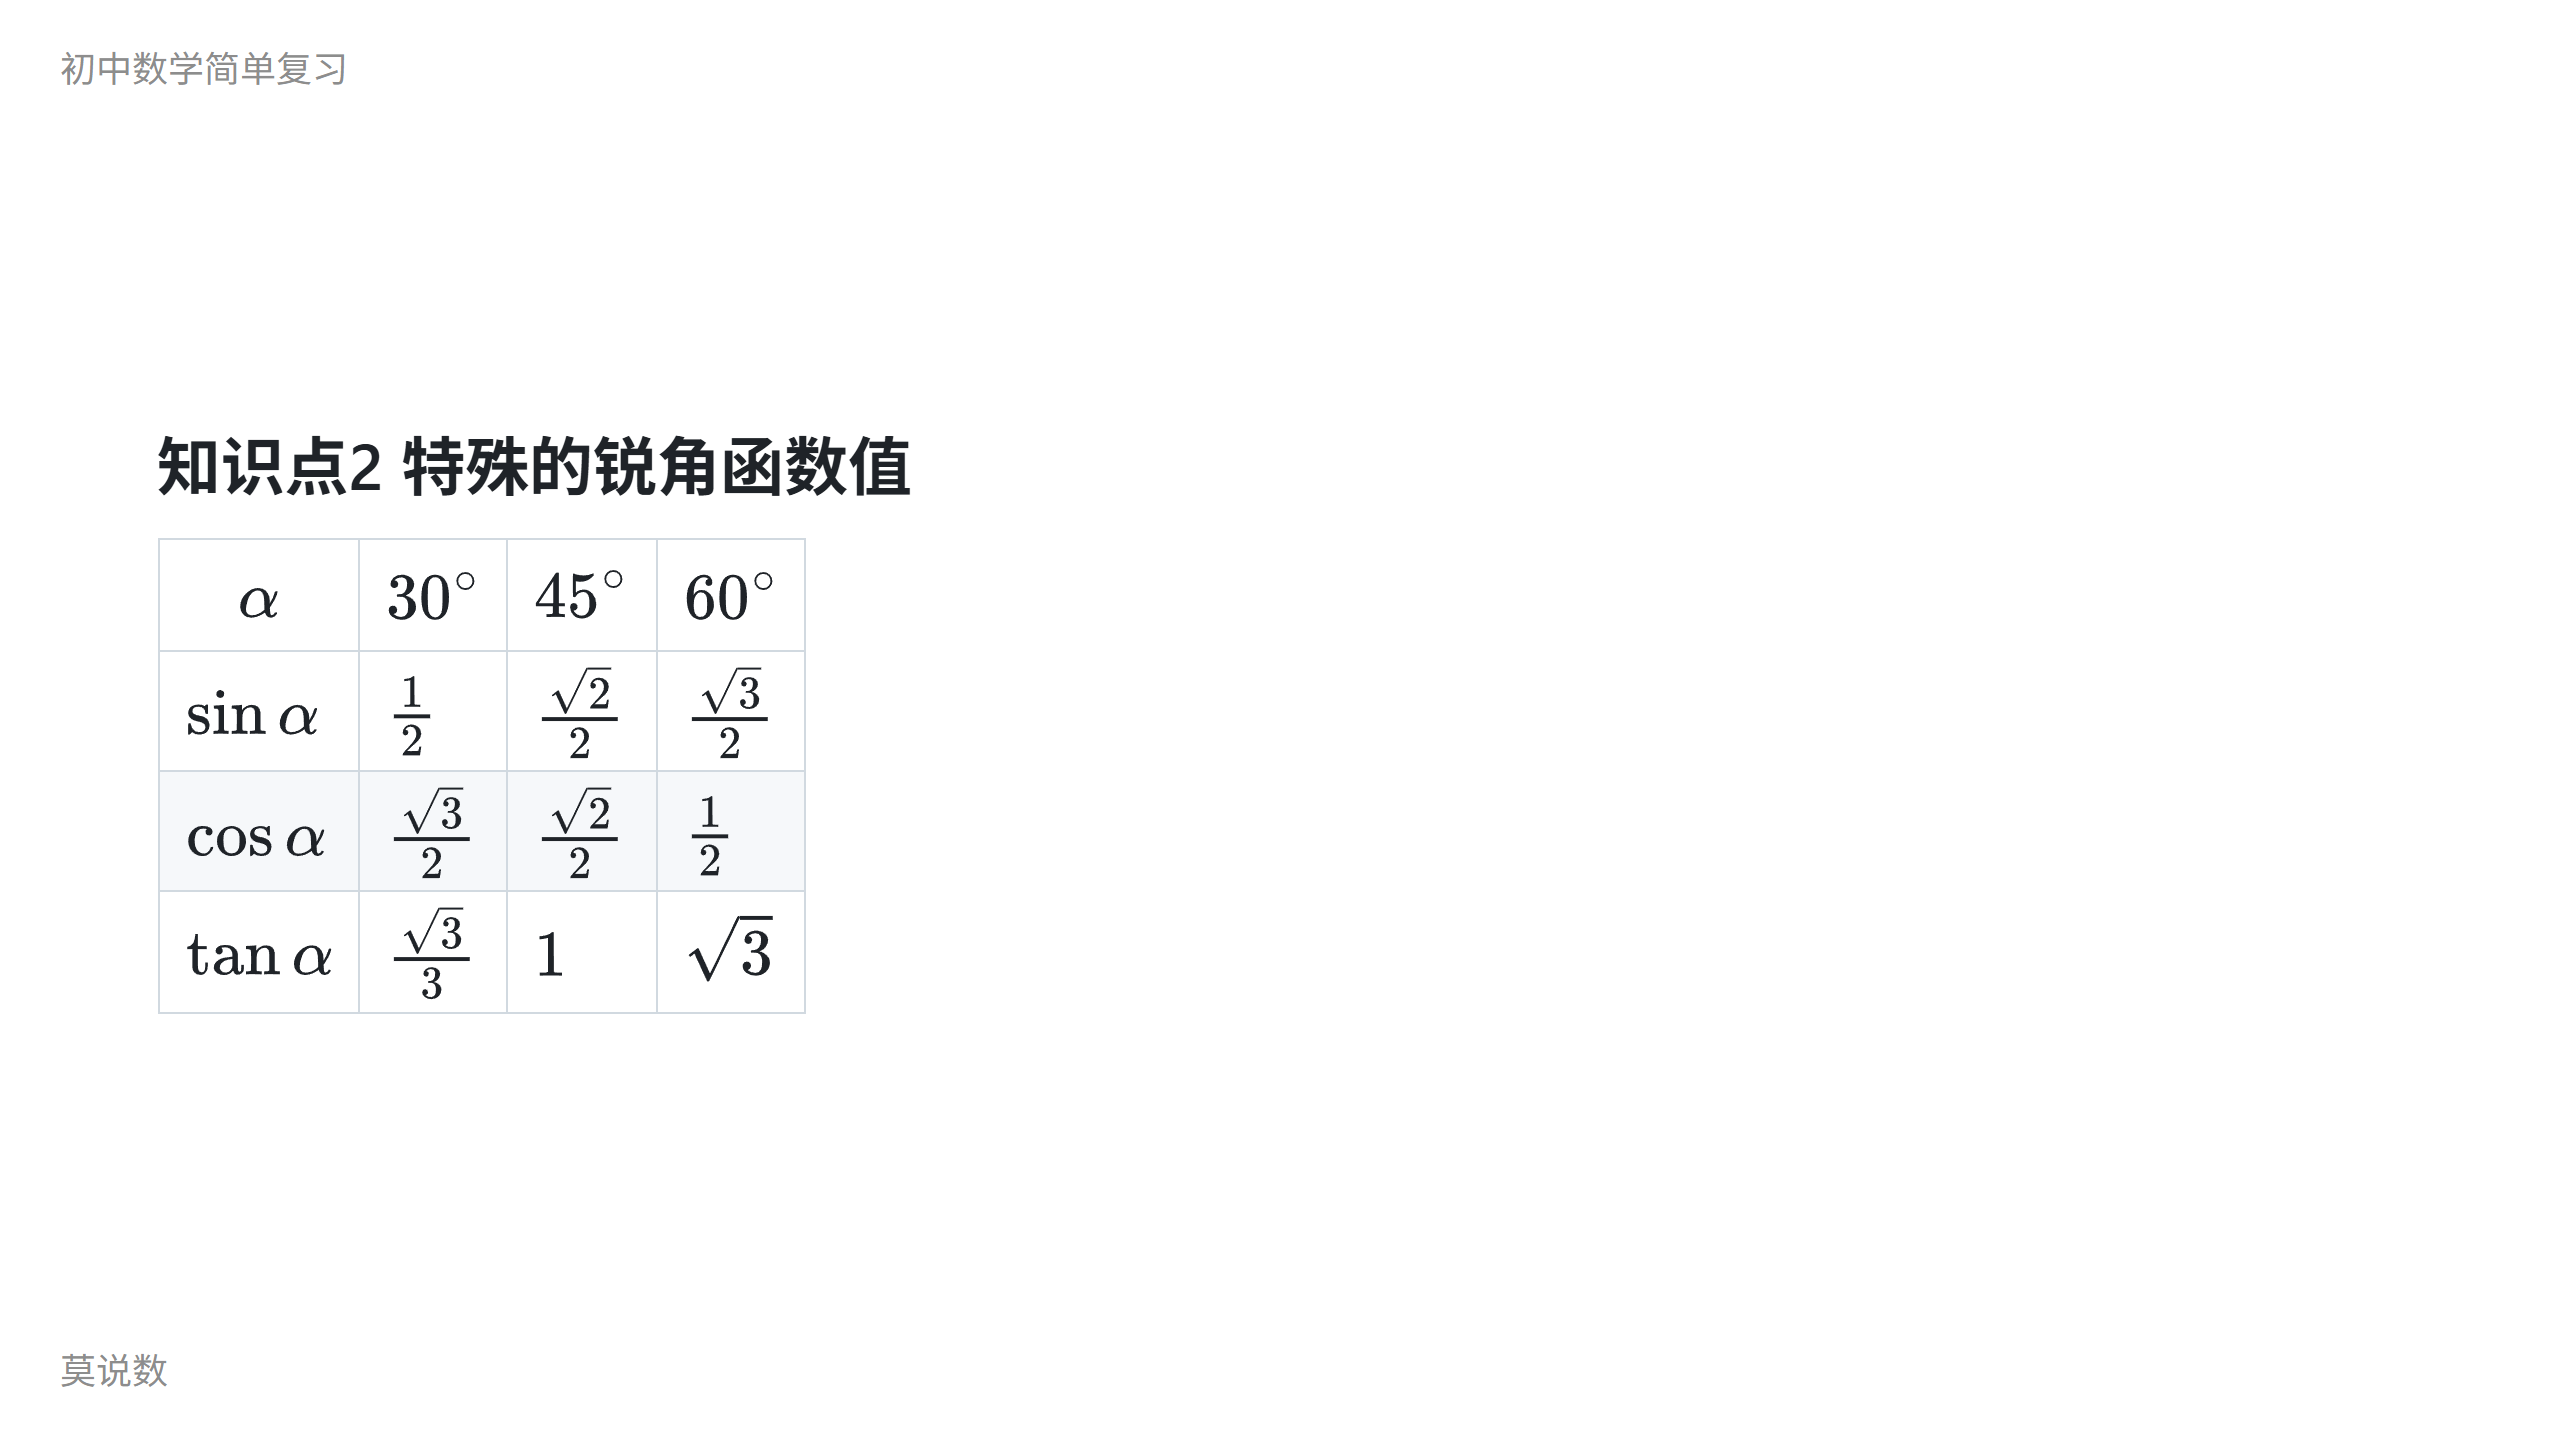 初中数学简单复习
知识点2 特殊的锐角函数值
α 30° 45° 60°
sin α 1/2 √2/2 √3/2
cos α √3/2 √2/2 1/2
tan α √3/3 1 √3
莫说数